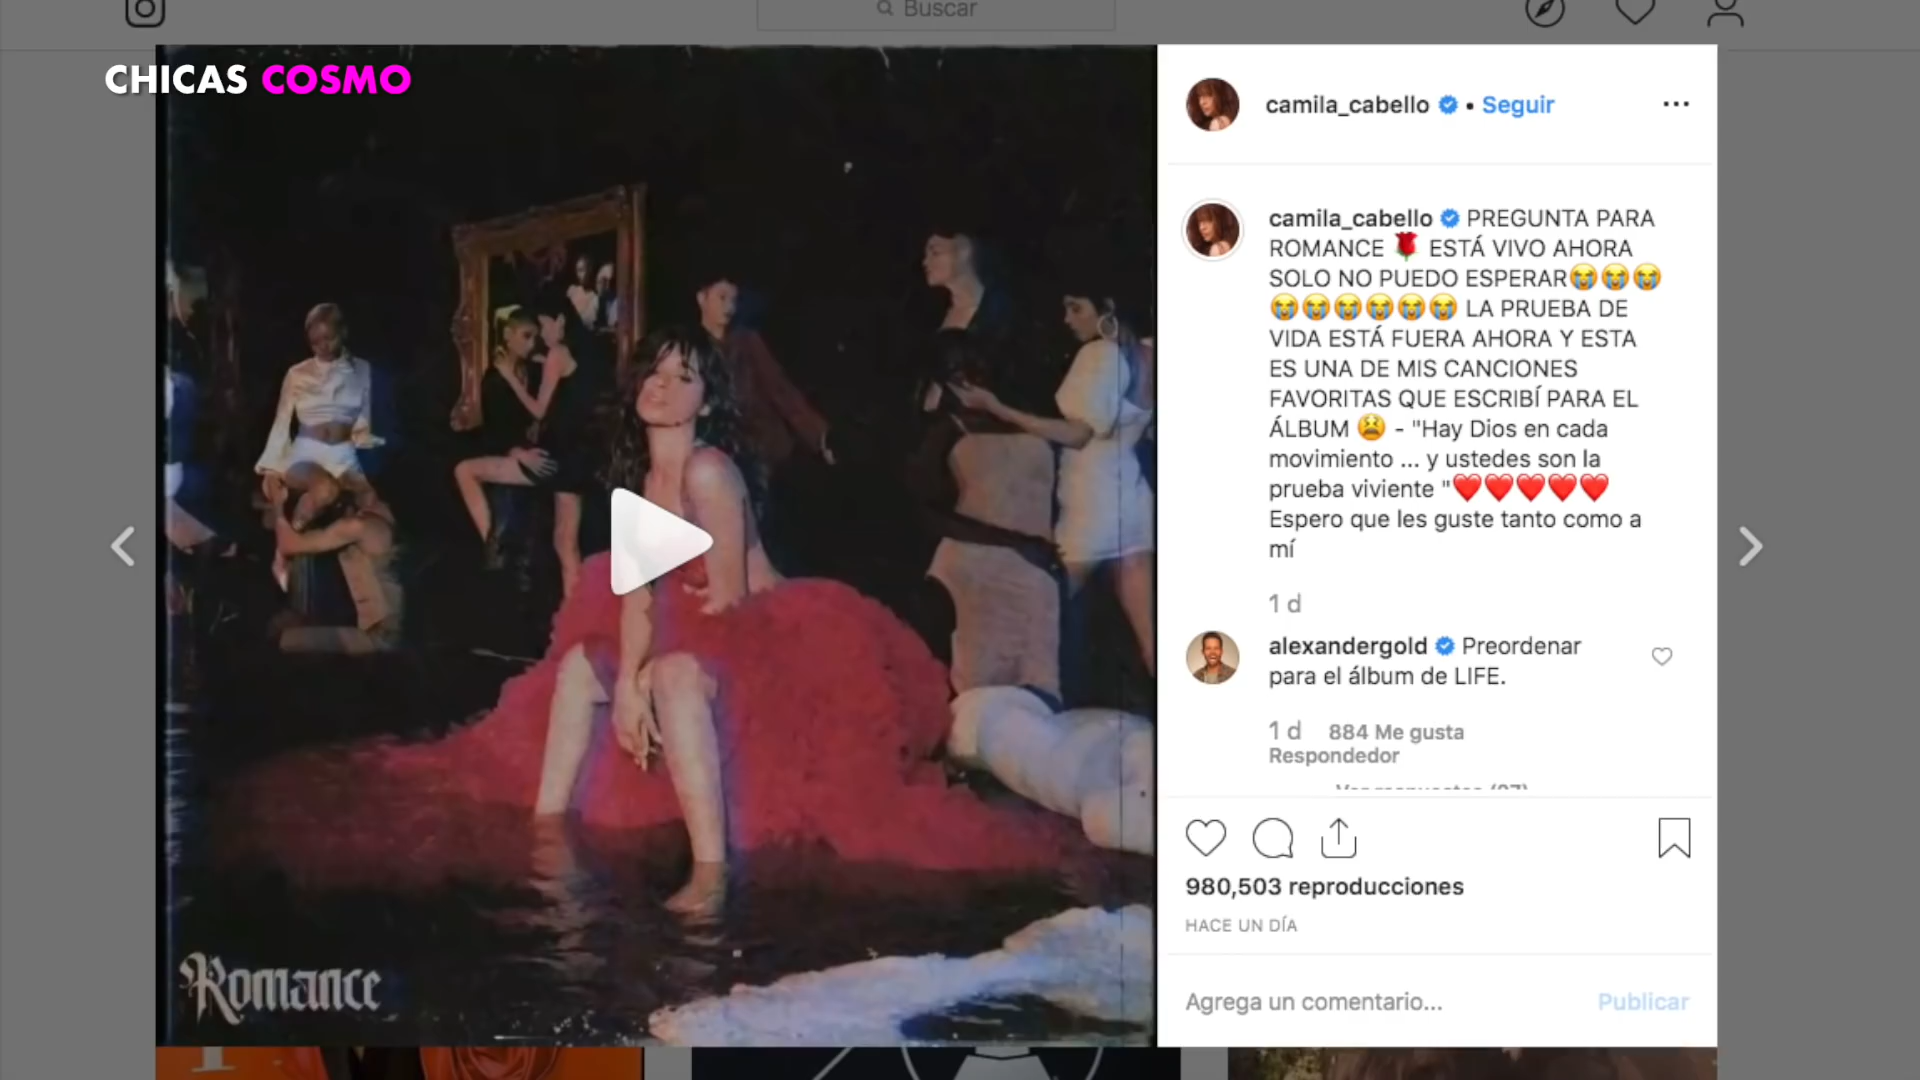 Buscar
CHICAS COSMO
camila_cabello • Seguir
camila_cabello PREGUNTA PARA
ROMANCE 🌹 ESTÁ VIVO AHORA
SOLO NO PUEDO ESPERAR😭😭😭
😭😭😭😭😭😭 LA PRUEBA DE
VIDA ESTÁ FUERA AHORA Y ESTA
ES UNA DE MIS CANCIONES
FAVORITAS QUE ESCRIBÍ PARA EL
ÁLBUM 😫 - "Hay Dios en cada
movimiento ... y ustedes son la
prueba viviente "❤️❤️❤️❤️❤️
Espero que les guste tanto como a
mí
1 d
alexandergold Preordenar
para el álbum de LIFE.
1 d 884 Me gusta
Respondedor
980,503 reproducciones
HACE UN DÍA
Agrega un comentario... Publicar
Romance